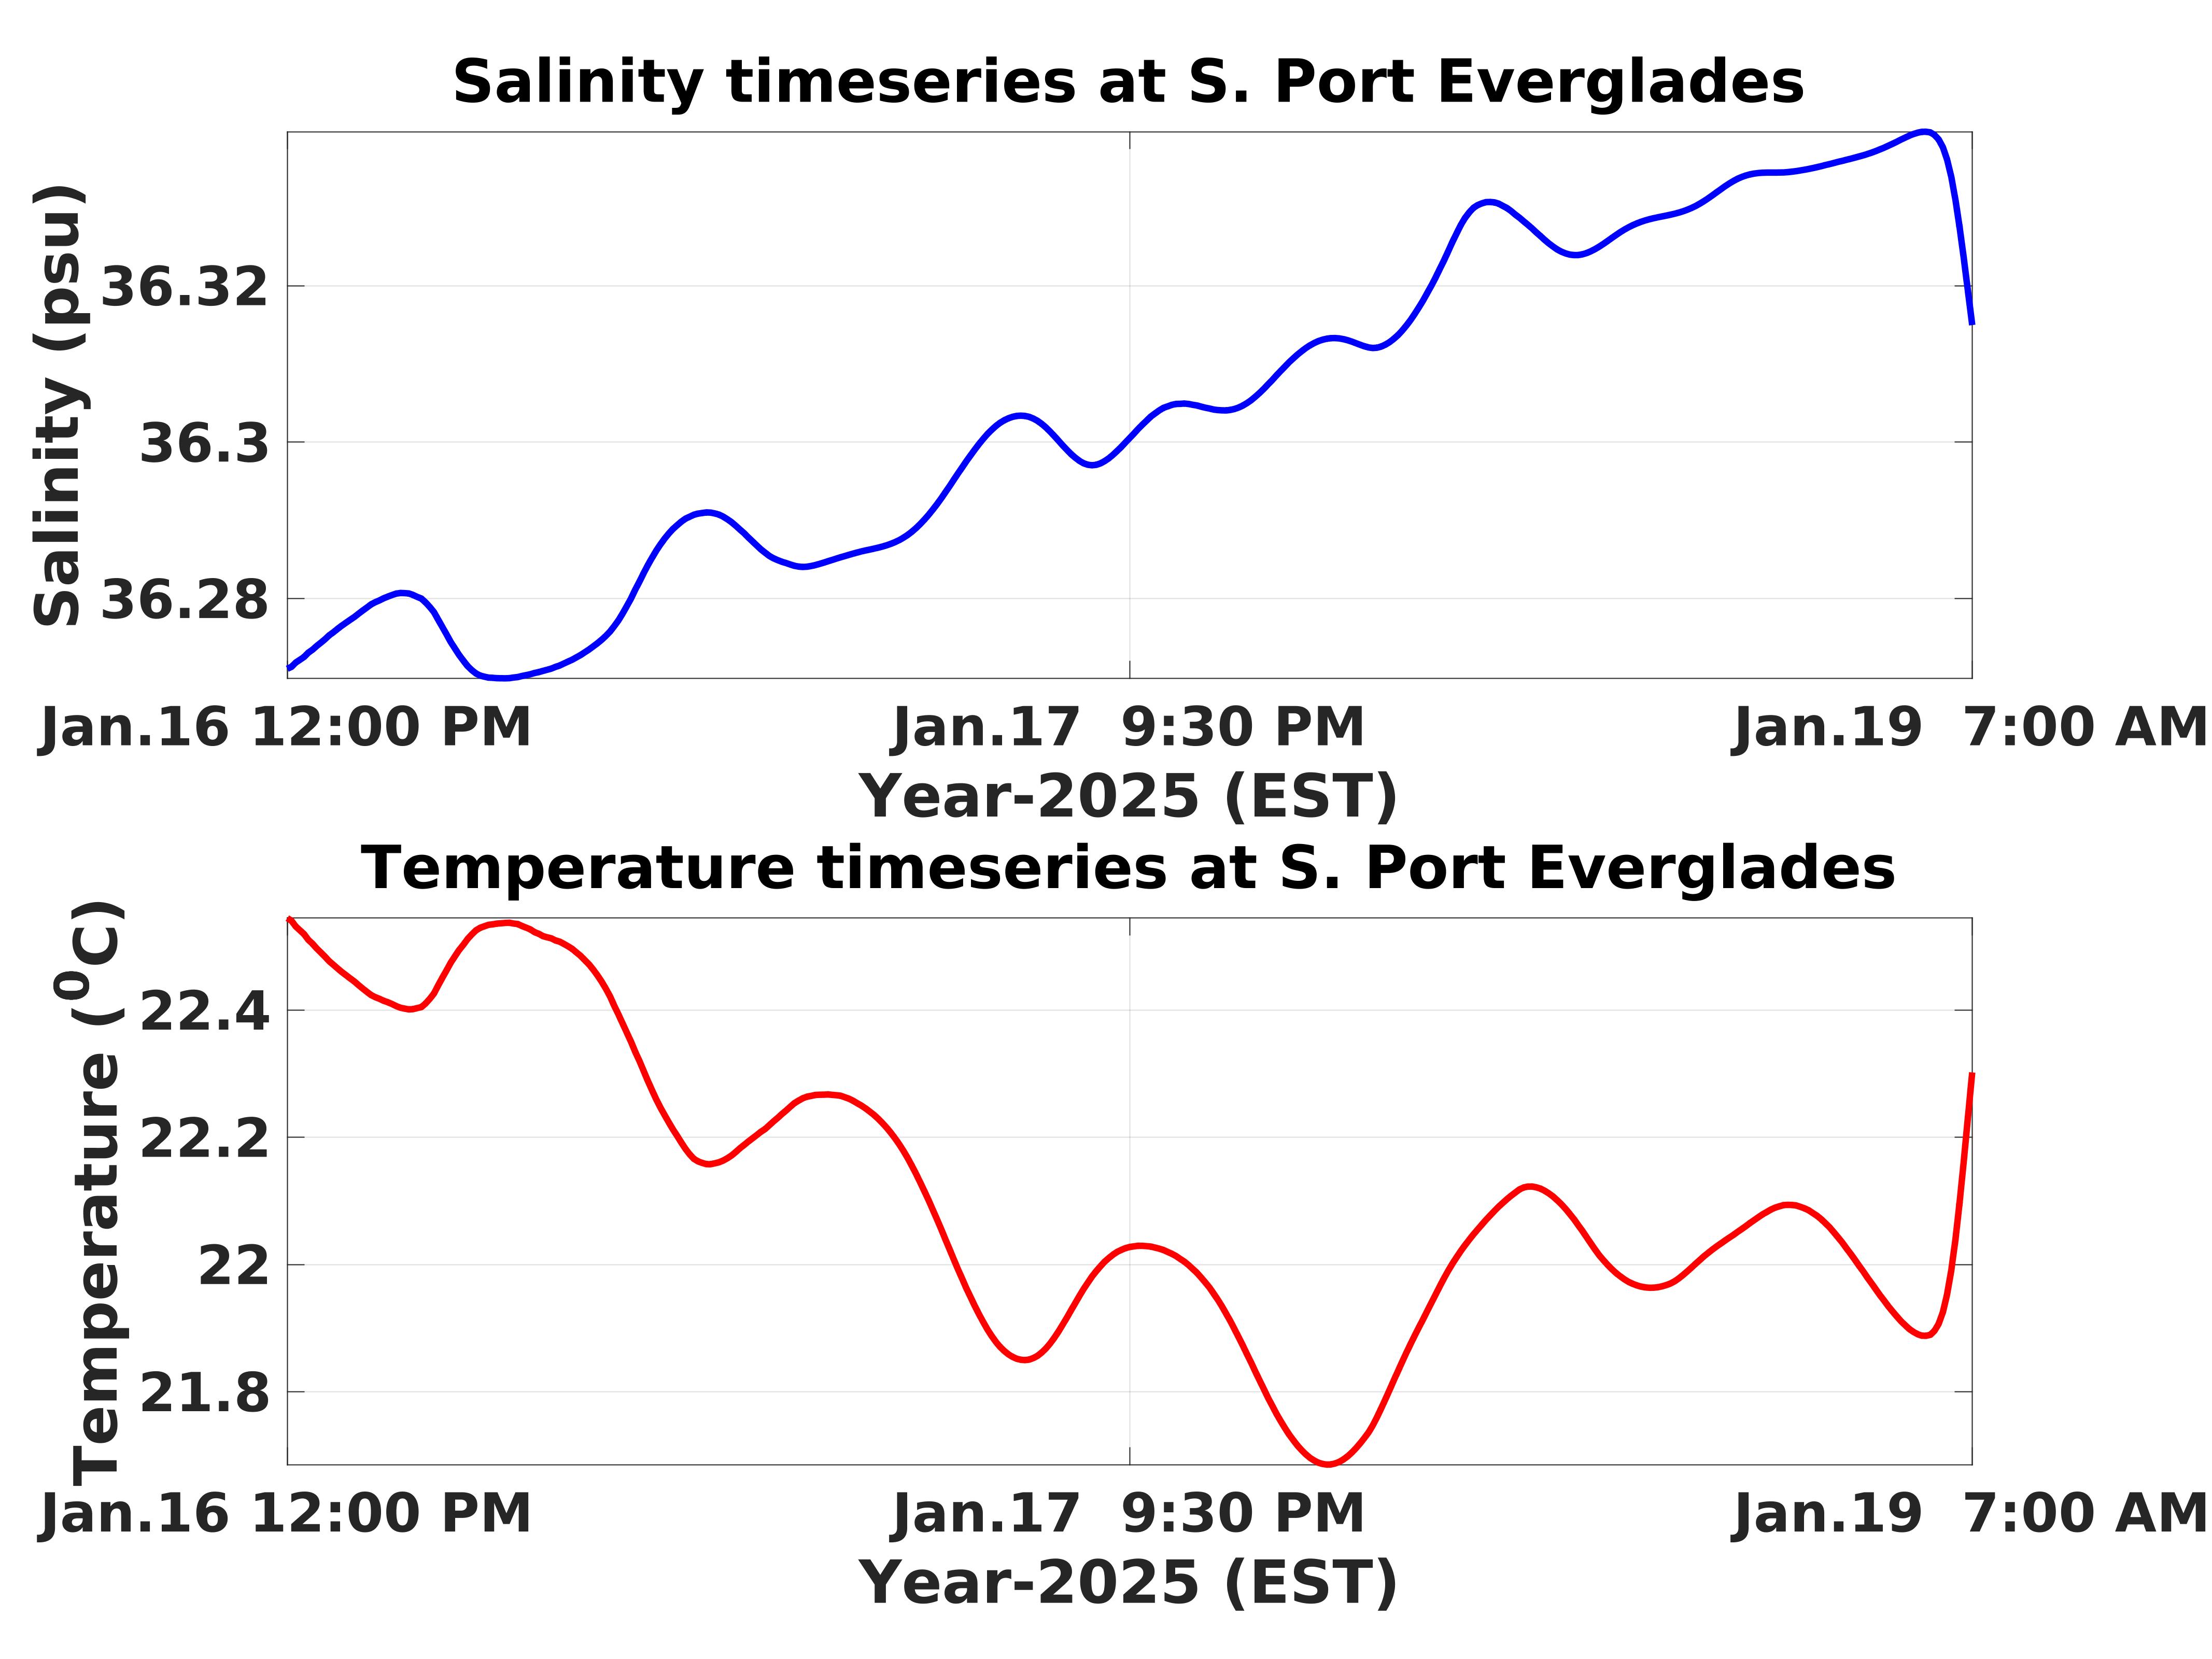 Salinity timeseries at S. Port Everglades
Salinity (psu)
36.32
36.3
36.28
Jan.16 12:00 PM
Jan.17 9:30 PM
Jan.19 7:00 AM
Year-2025 (EST)
Temperature timeseries at S. Port Everglades
Temperature (⁰C)
22.4
22.2
22
21.8
Jan.16 12:00 PM
Jan.17 9:30 PM
Jan.19 7:00 AM
Year-2025 (EST)